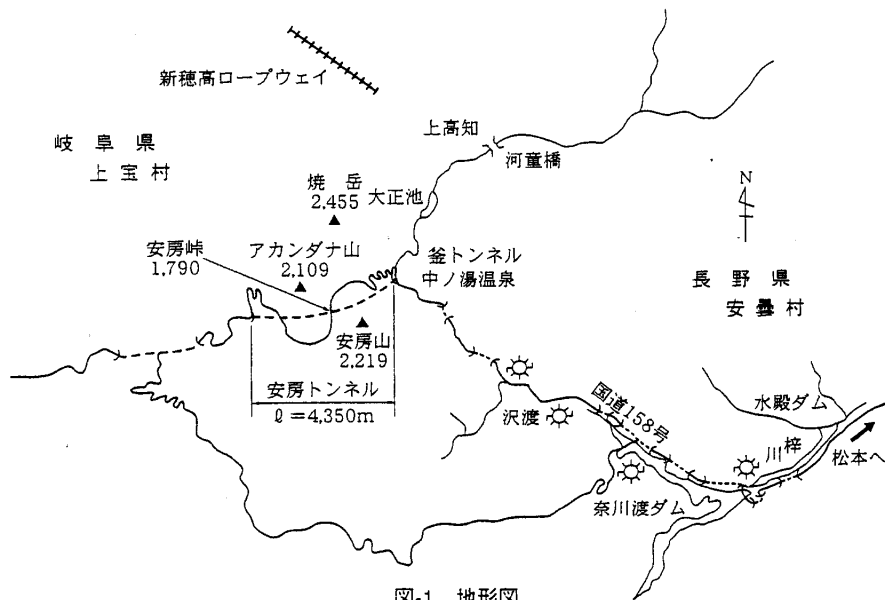 新穂高ロープウェイ
岐阜県
上宝村
上高知
河童橋
N
焼岳
2,455
大正池
安房峠
1,790
アカンダナ山
2,109
釜トンネル
中ノ湯温泉
長野県
安曇村
安房山
2,219
安房トンネル
ℓ=4,350m
沢渡
国道158号
水殿ダム
川梓
松本へ
奈川渡ダム
図-1 地形図